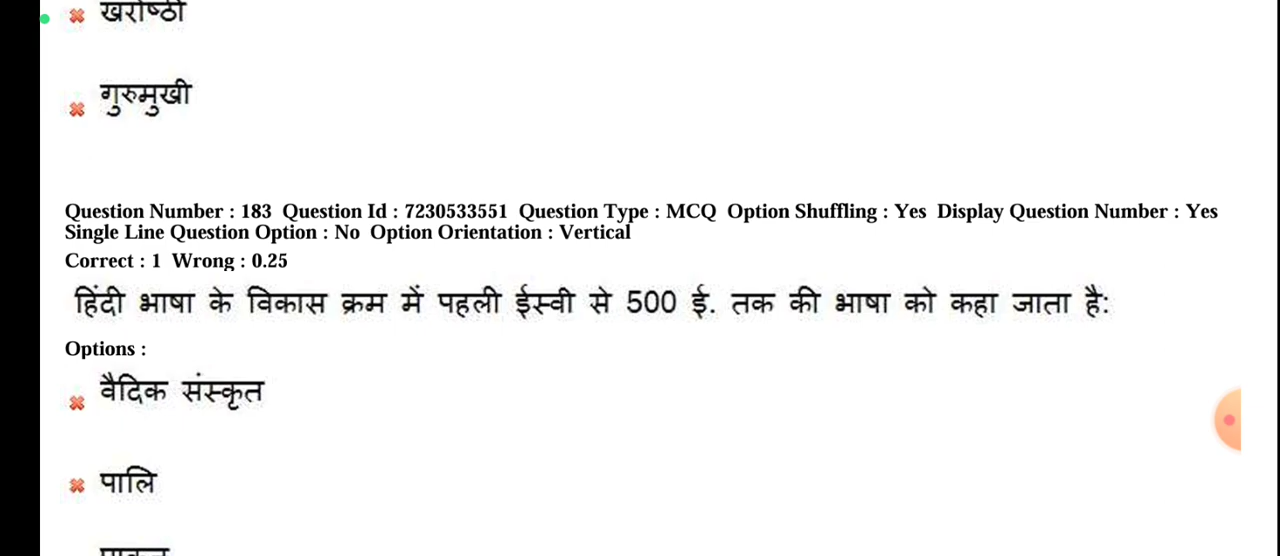 खरोष्ठी
गुरुमुखी
Question Number : 183 Question Id : 7230533551 Question Type : MCQ Option Shuffling : Yes Display Question Number : Yes
Single Line Question Option : No Option Orientation : Vertical
Correct : 1 Wrong : 0.25
हिंदी भाषा के विकास क्रम में पहली ईस्वी से 500 ई. तक की भाषा को कहा जाता है:
Options :
वैदिक संस्कृत
पालि